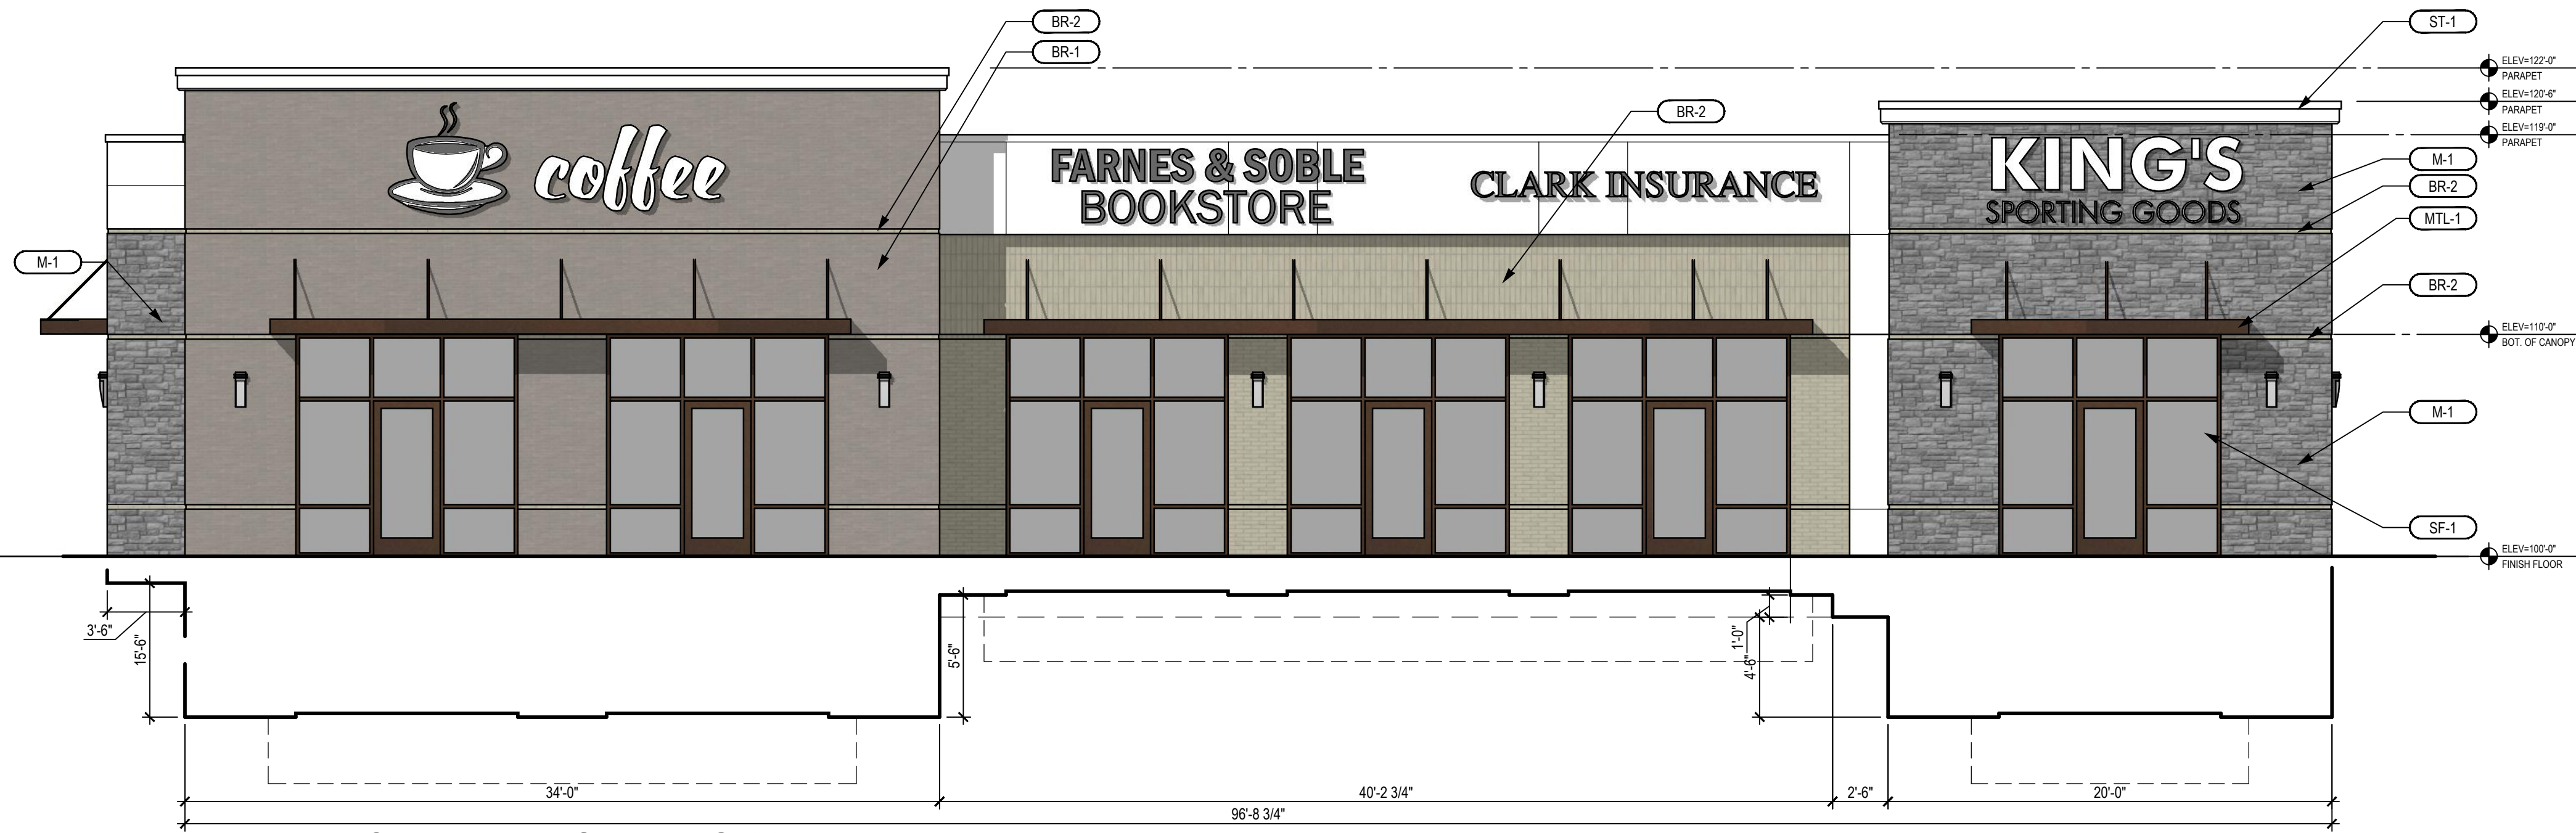 BR-2
BR-1
ST-1
ELEV=122'-0"
PARAPET
ELEV=120'-6"
PARAPET
BR-2
ELEV=119'-0"
PARAPET
coffee
FARNES & SOBLE
BOOKSTORE
CLARK INSURANCE
KING'S
SPORTING GOODS
M-1
BR-2
MTL-1
M-1
BR-2
ELEV=110'-0"
BOT. OF CANOPY
M-1
SF-1
ELEV=100'-0"
FINISH FLOOR
3'-6"
15'-6"
5'-6"
1'-0"
4'-6"
34'-0"
40'-2 3/4"
2'-6"
20'-0"
96'-8 3/4"